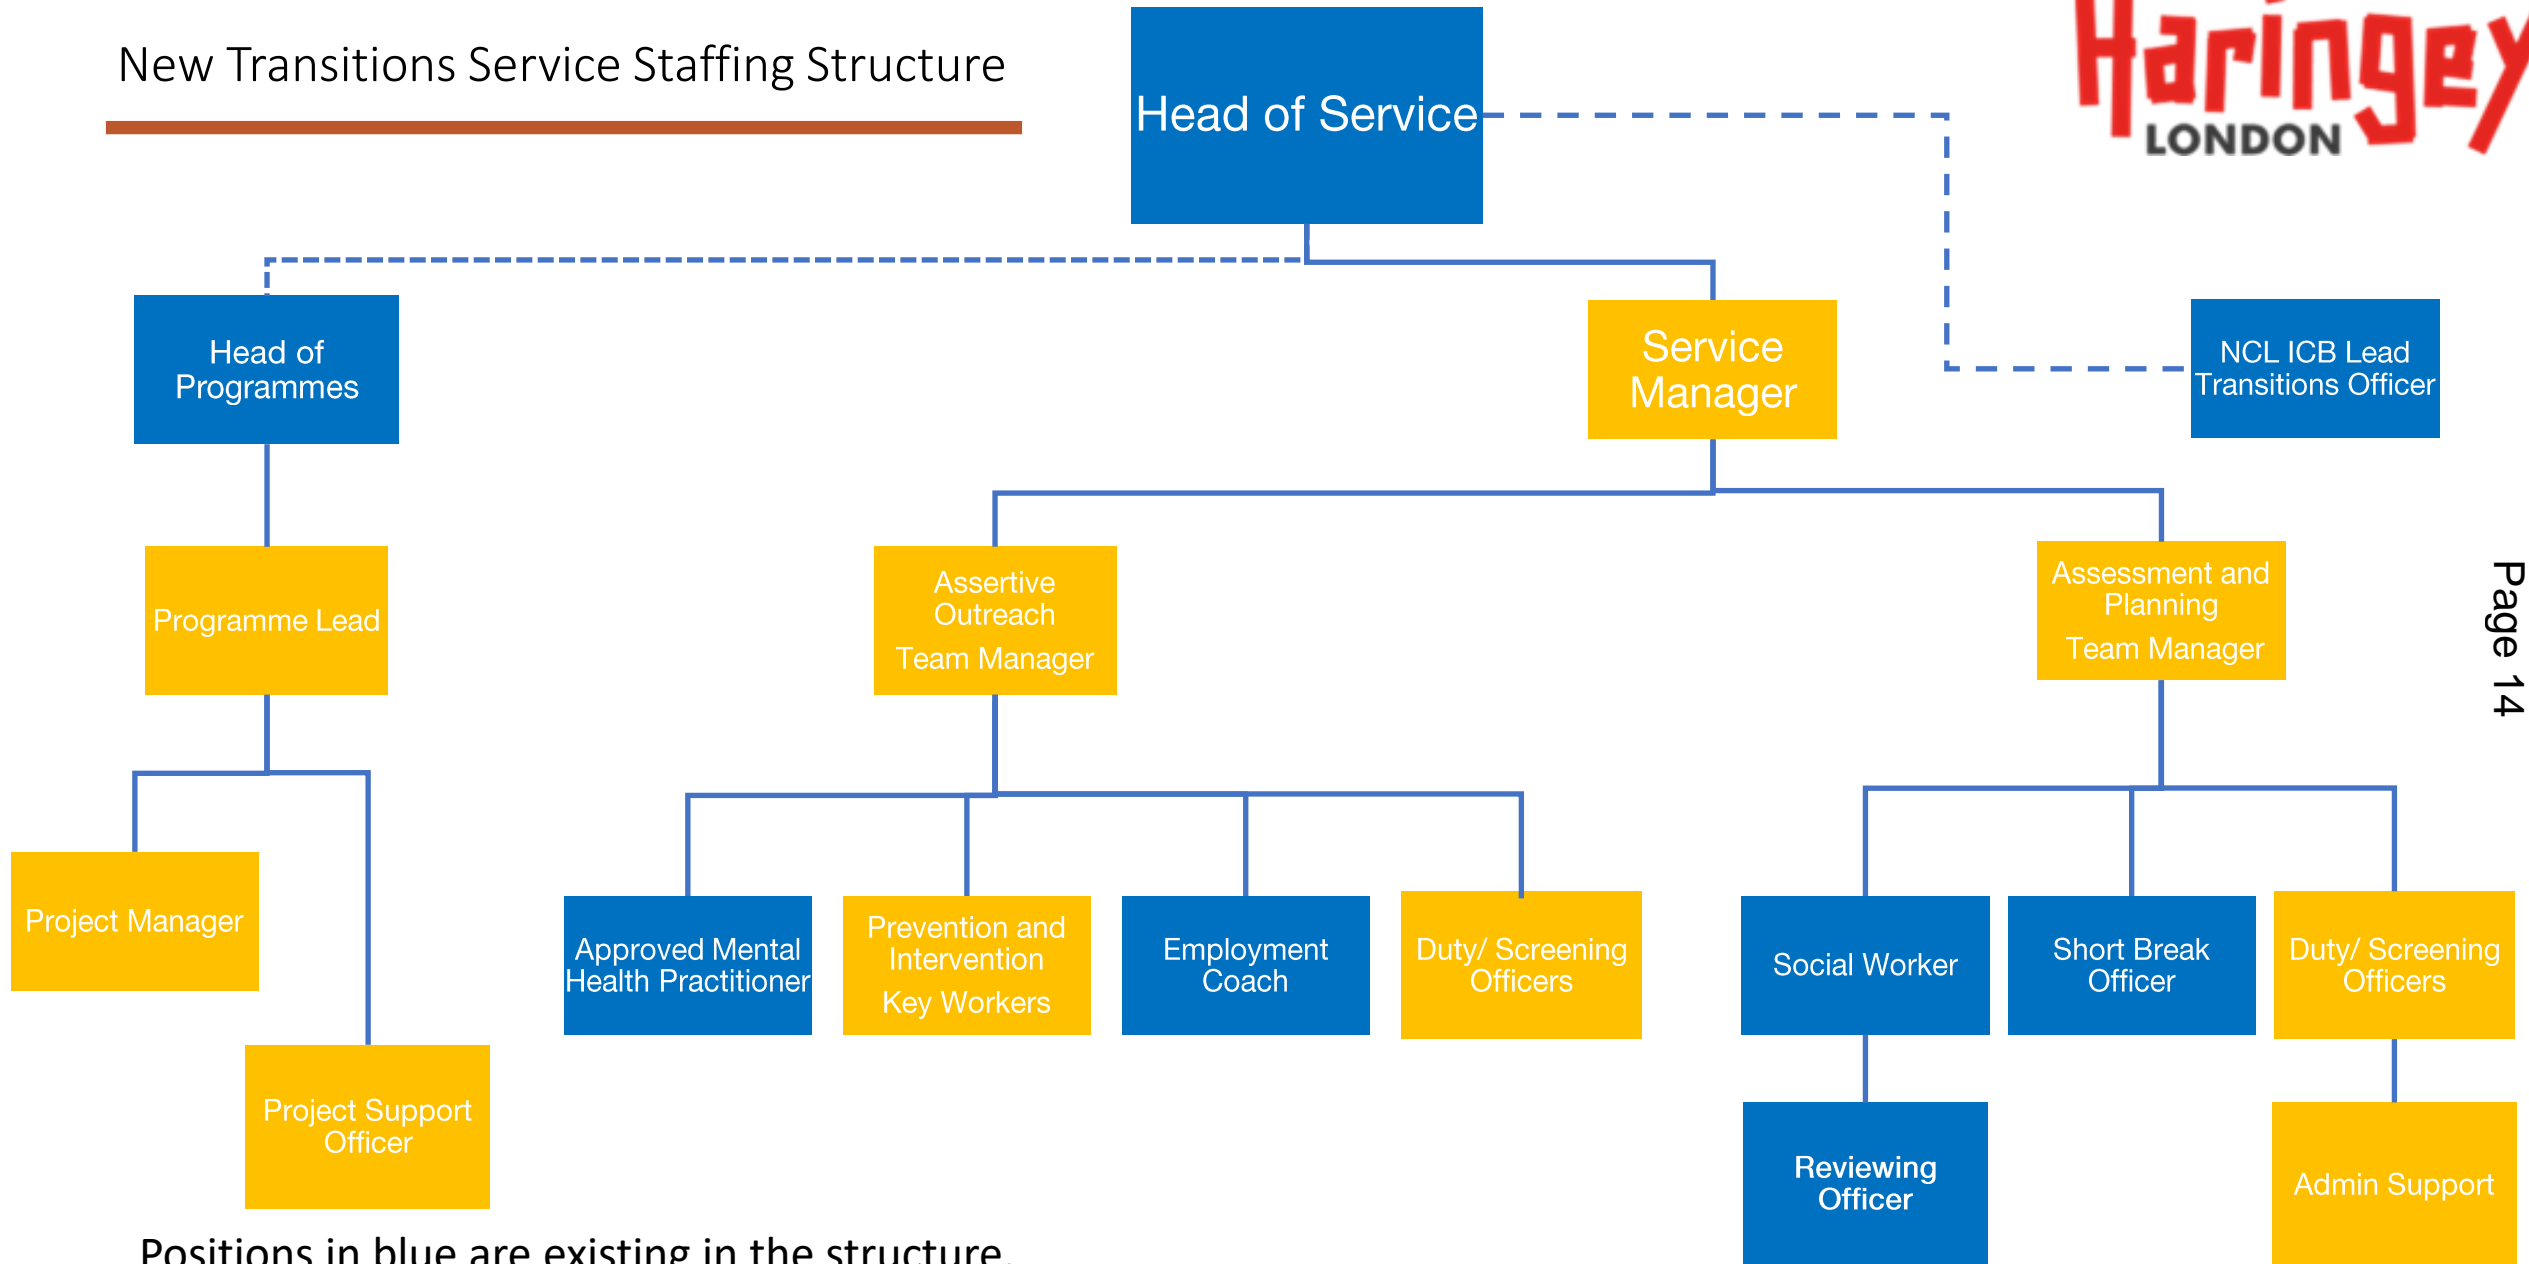 New Transitions Service Staffing Structure
Haringey
LONDON
Head of Service
Head of
Programmes
Service
Manager
NCL ICB Lead
Transitions Officer
Programme Lead
Assertive
Outreach
Team Manager
Assessment and
Planning
Team Manager
Page 14
Project Manager
Approved Mental
Health Practitioner
Prevention and
Intervention
Key Workers
Employment
Coach
Duty/ Screening
Officers
Social Worker
Short Break
Officer
Duty/ Screening
Officers
Project Support
Officer
Reviewing
Officer
Admin Support
Positions in blue are existing in the structure.